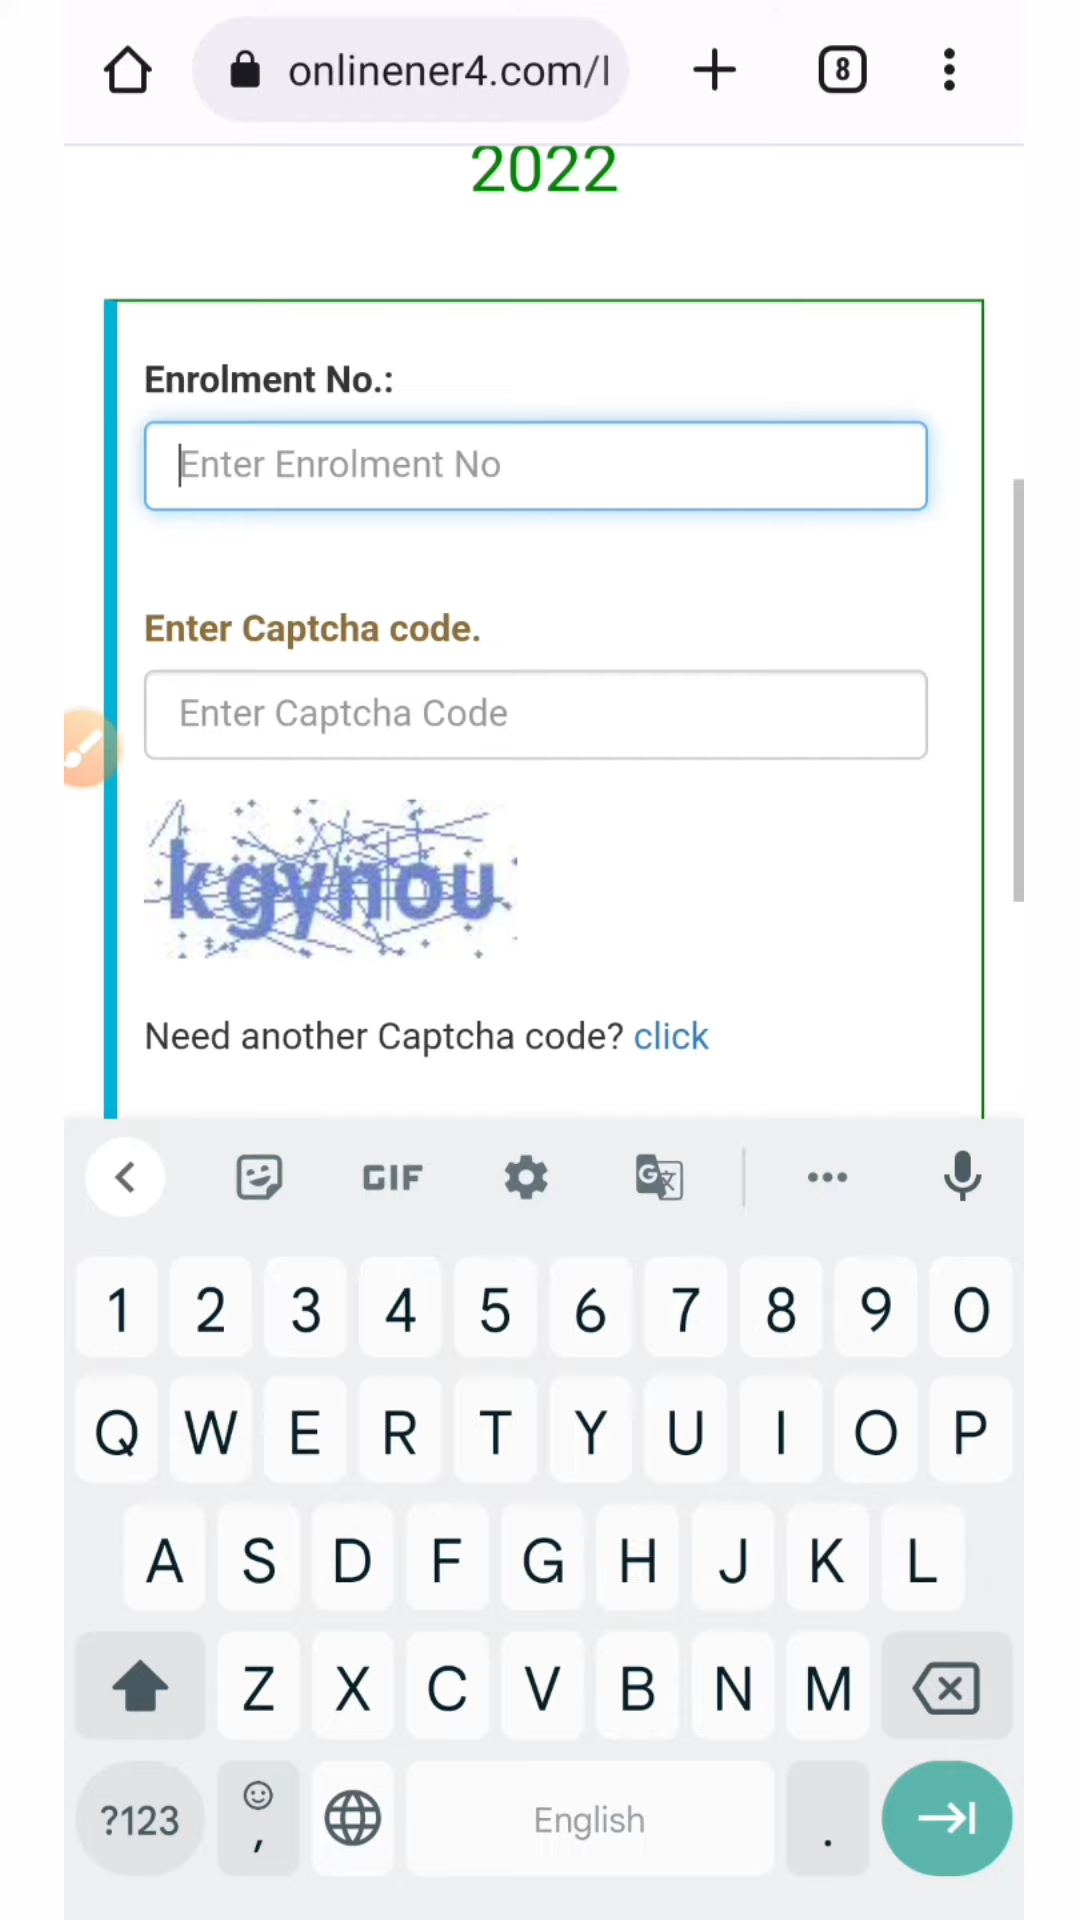 onlinener4.com/l
8
2022
Enrolment No.:
Enter Enrolment No
Enter Captcha code.
Enter Captcha Code
kgynou
Need another Captcha code? click
GIF
G 文
1 2 3 4 5 6 7 8 9 0
Q W E R T Y U I O P
A S D F G H J K L
Z X C V B N M
?123 , English .